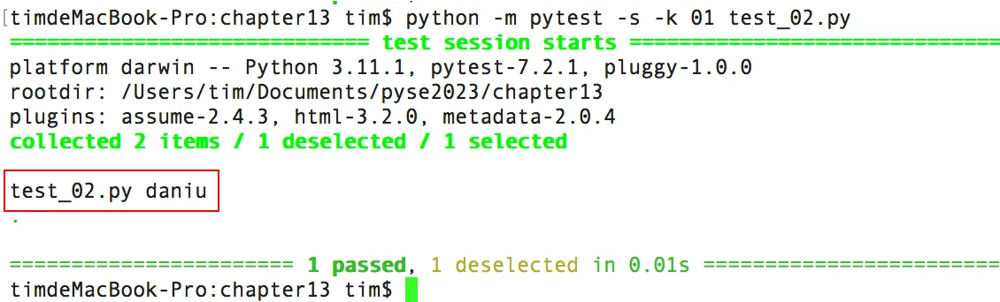 timdeMacBook-Pro:chapter13 tim$ python -m pytest -s -k 01 test_02.py
============================= test session starts ==============================
platform darwin -- Python 3.11.1, pytest-7.2.1, pluggy-1.0.0
rootdir: /Users/tim/Documents/pyse2023/chapter13
plugins: assume-2.4.3, html-3.2.0, metadata-2.0.4
collected 2 items / 1 deselected / 1 selected
test_02.py daniu
.
======================= 1 passed, 1 deselected in 0.01s ========================
timdeMacBook-Pro:chapter13 tim$